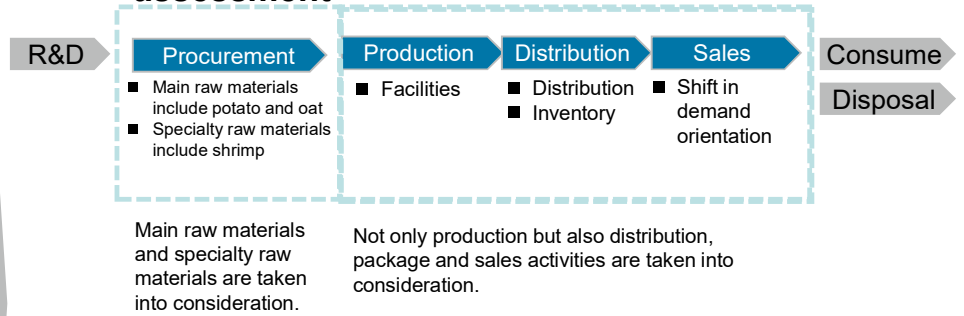 assessment
R&D
Procurement
Production
Distribution
Sales
Consume
Disposal
■ Main raw materials
include potato and oat
■ Specialty raw materials
include shrimp
■ Facilities
■ Distribution
■ Inventory
■ Shift in
demand
orientation
Main raw materials
and specialty raw
materials are taken
into consideration.
Not only production but also distribution,
package and sales activities are taken into
consideration.